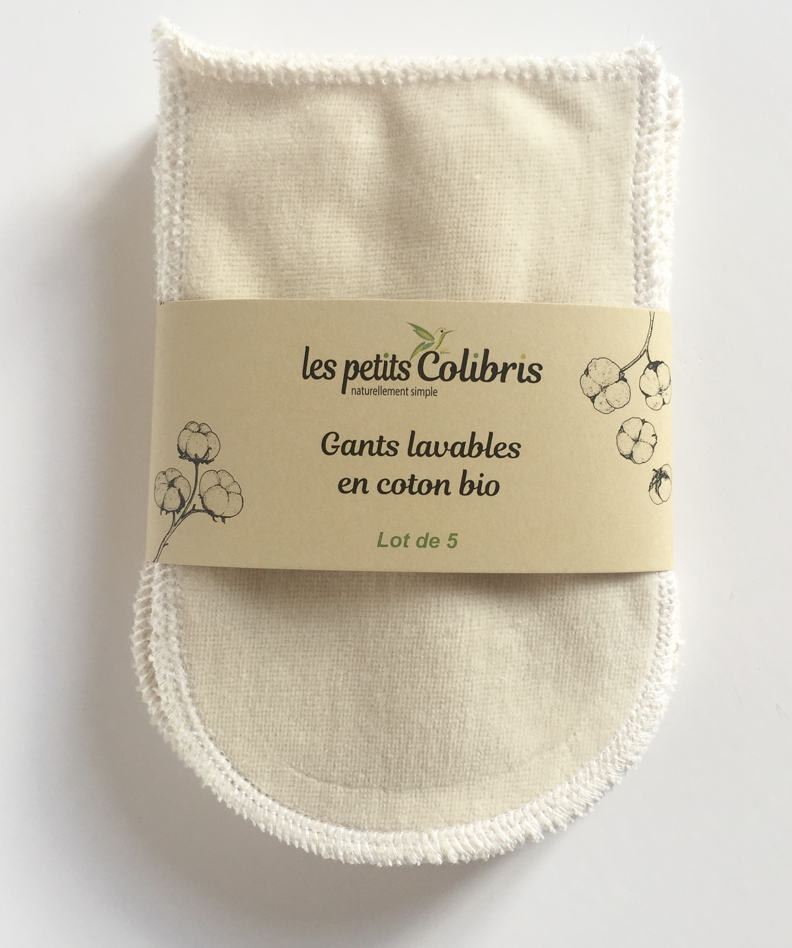 les petits Colibris
naturellement simple
Gants lavables
en coton bio
Lot de 5